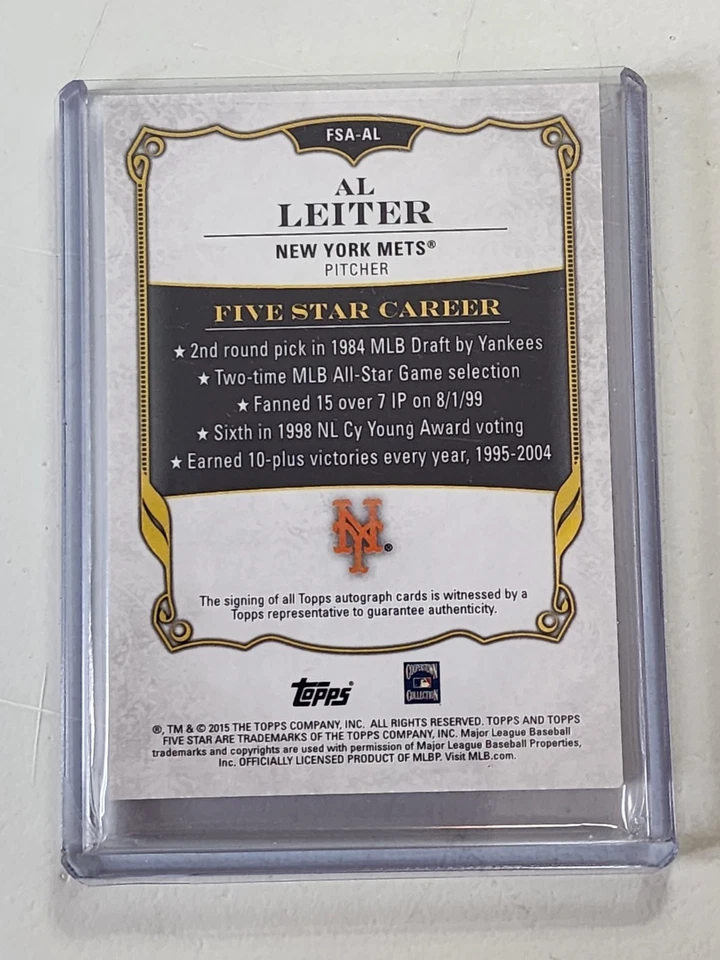 FSA-AL
AL
LEITER
NEW YORK METS®
PITCHER
FIVE STAR CAREER
★ 2nd round pick in 1984 MLB Draft by Yankees
★ Two-time MLB All-Star Game selection
★ Fanned 15 over 7 IP on 8/1/99
★ Sixth in 1998 NL Cy Young Award voting
★ Earned 10-plus victories every year, 1995-2004
NY ®
The signing of all Topps autograph cards is witnessed by a
Topps representative to guarantee authenticity.
Topps®
COOPERSTOWN
COLLECTION
®, TM & © 2015 THE TOPPS COMPANY, INC. ALL RIGHTS RESERVED. TOPPS AND TOPPS
FIVE STAR ARE TRADEMARKS OF THE TOPPS COMPANY, INC. Major League Baseball
trademarks and copyrights are used with permission of Major League Baseball Properties,
Inc. OFFICIALLY LICENSED PRODUCT OF MLBP. Visit MLB.com.